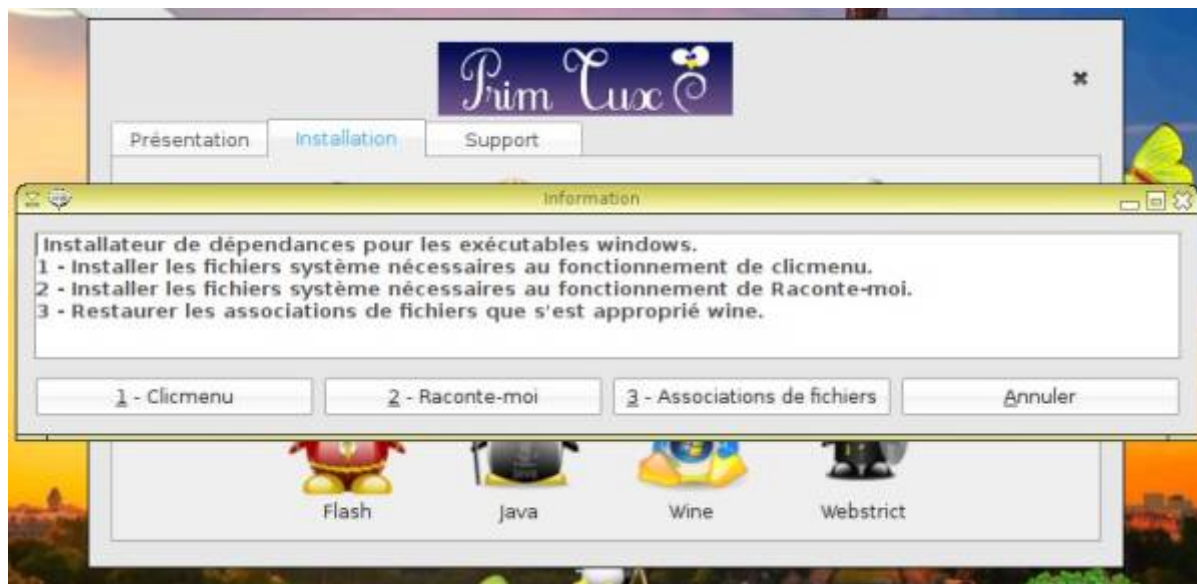 Prim Tux
Présentation
Installation
Support
Information
Installateur de dépendances pour les exécutables windows.
1 - Installer les fichiers système nécessaires au fonctionnement de clicmenu.
2 - Installer les fichiers système nécessaires au fonctionnement de Raconte-moi.
3 - Restaurer les associations de fichiers que s'est approprié wine.
1 - Clicmenu
2 - Raconte-moi
3 - Associations de fichiers
Annuler
Flash
Java
Wine
Webstrict